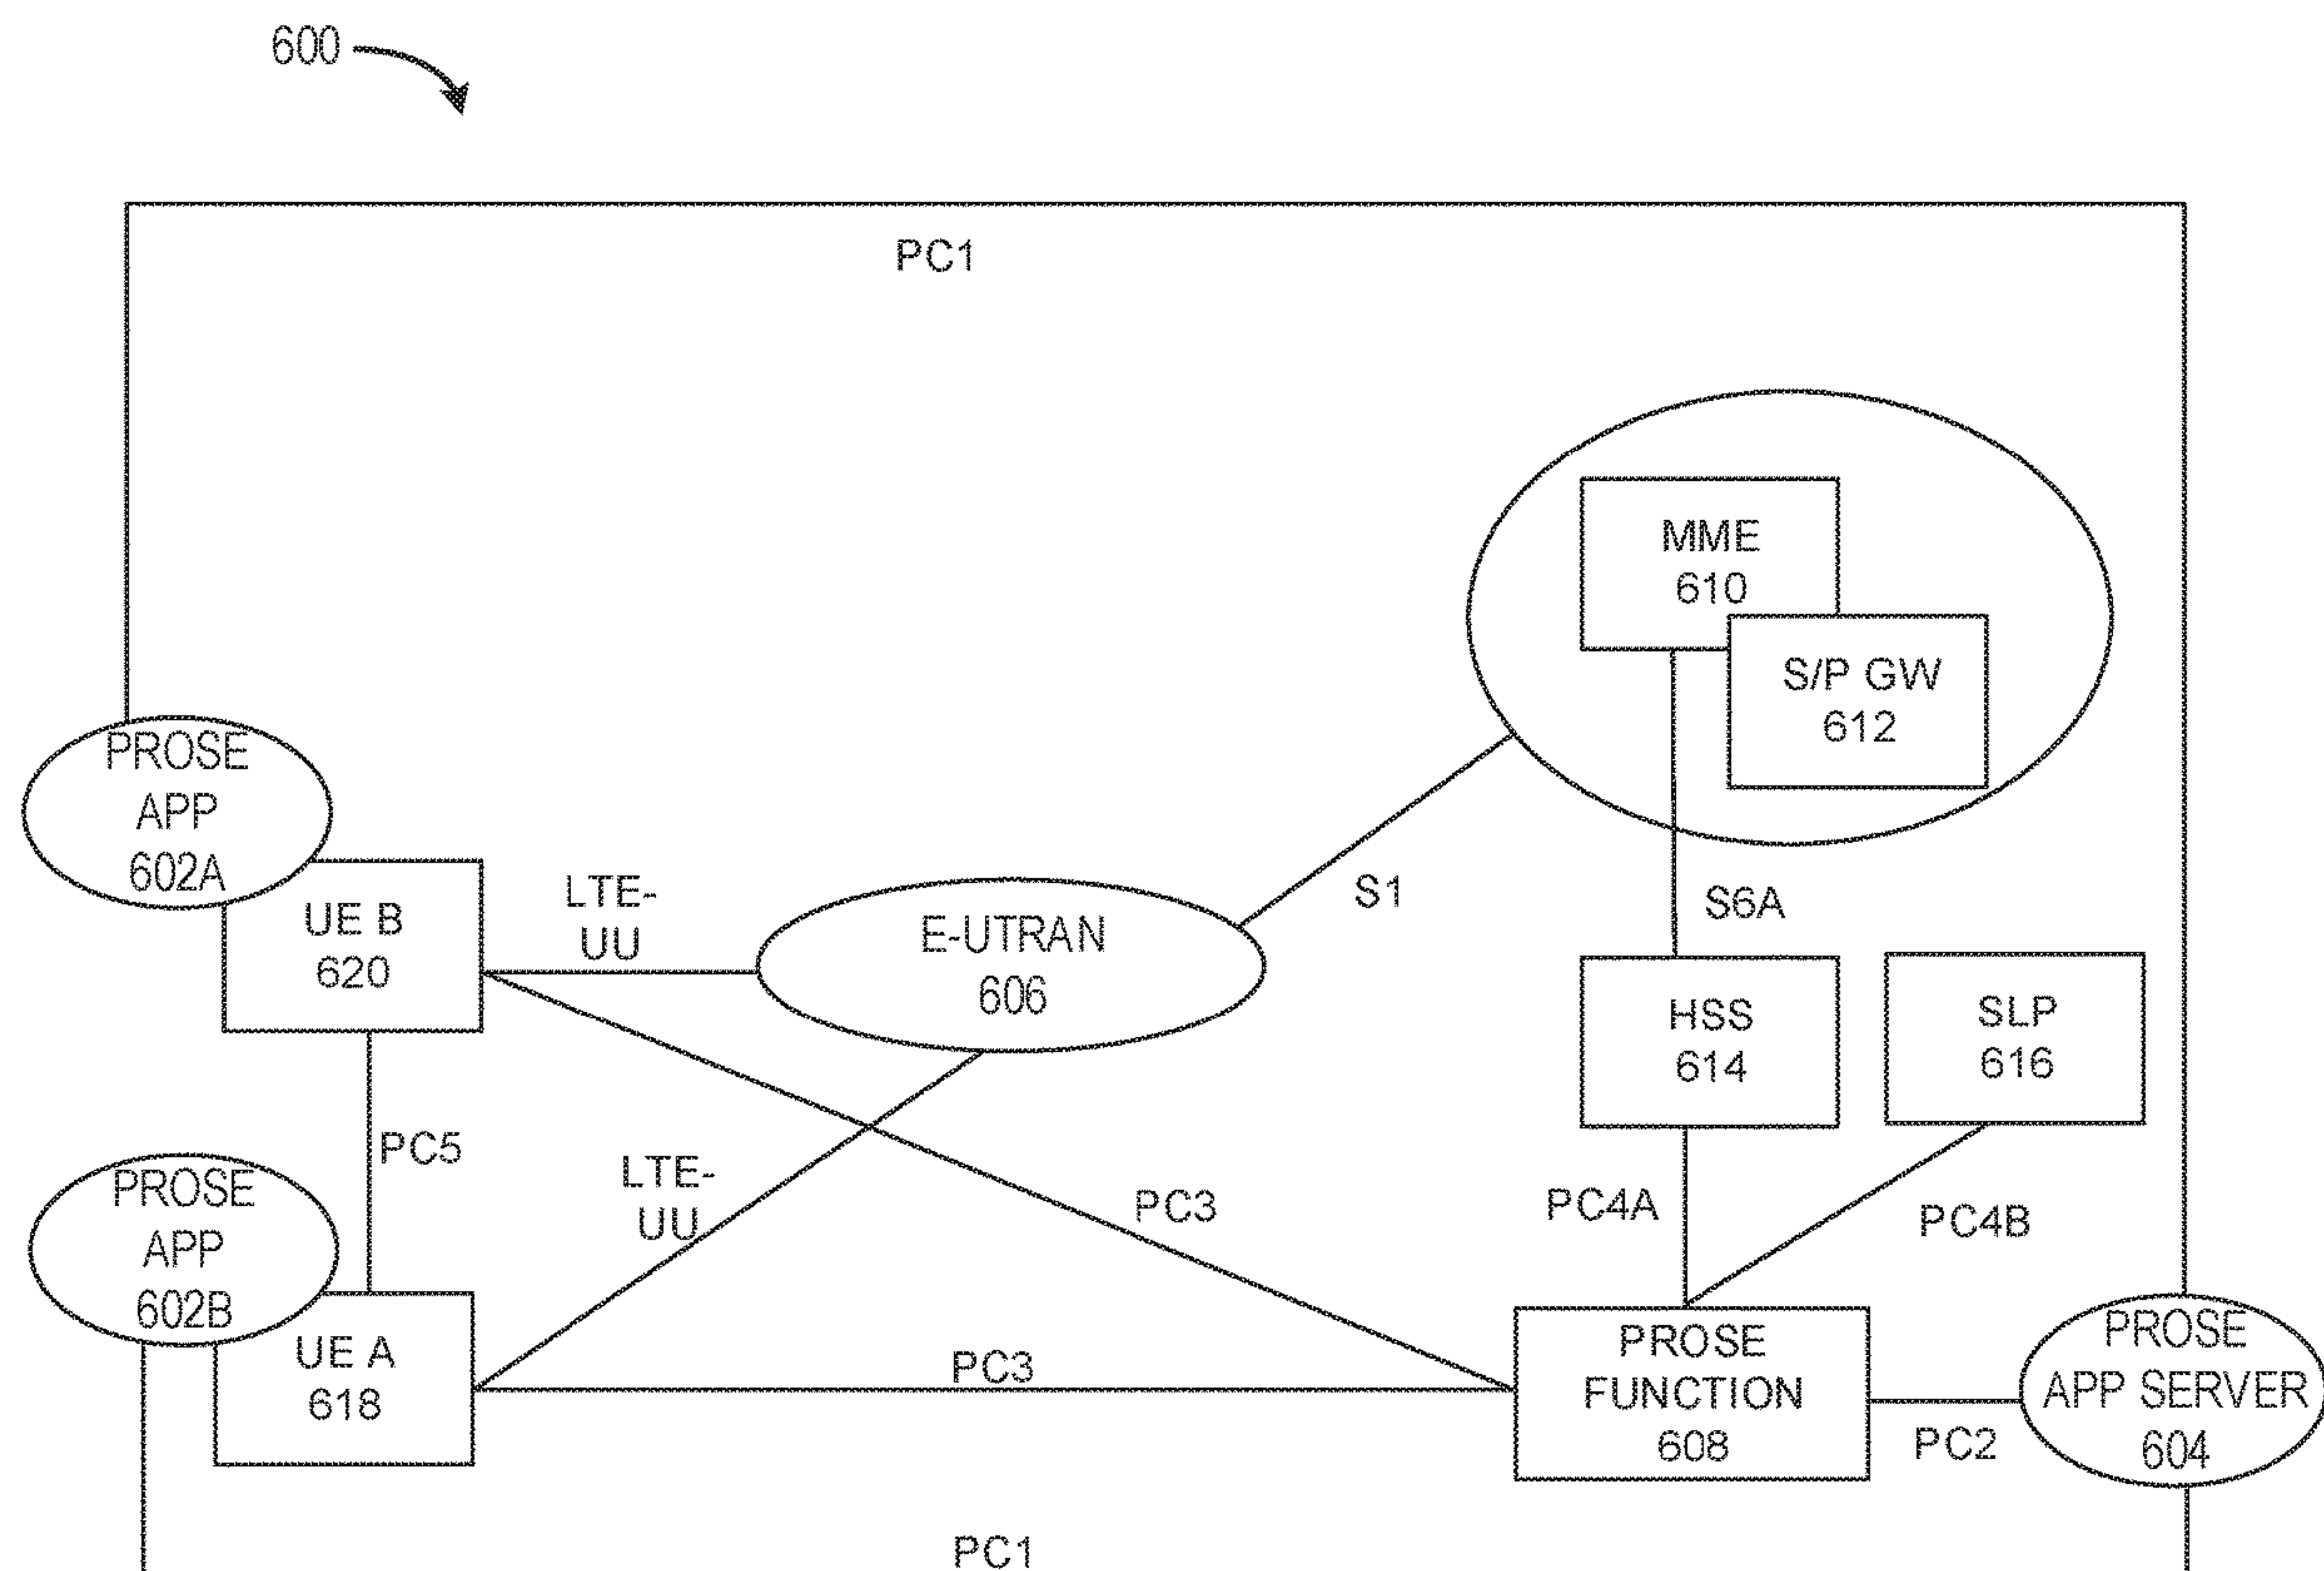 600
PC1
MME
610
S/P GW
612
PROSE
APP
602A
UE B
620
LTE-
UU
E-UTRAN
606
S1
S6A
HSS
614
SLP
616
PC5
PROSE
APP
602B
UE A
618
LTE-
UU
PC3
PC3
PC4A
PC4B
PROSE
FUNCTION
608
PC2
PROSE
APP SERVER
604
PC1